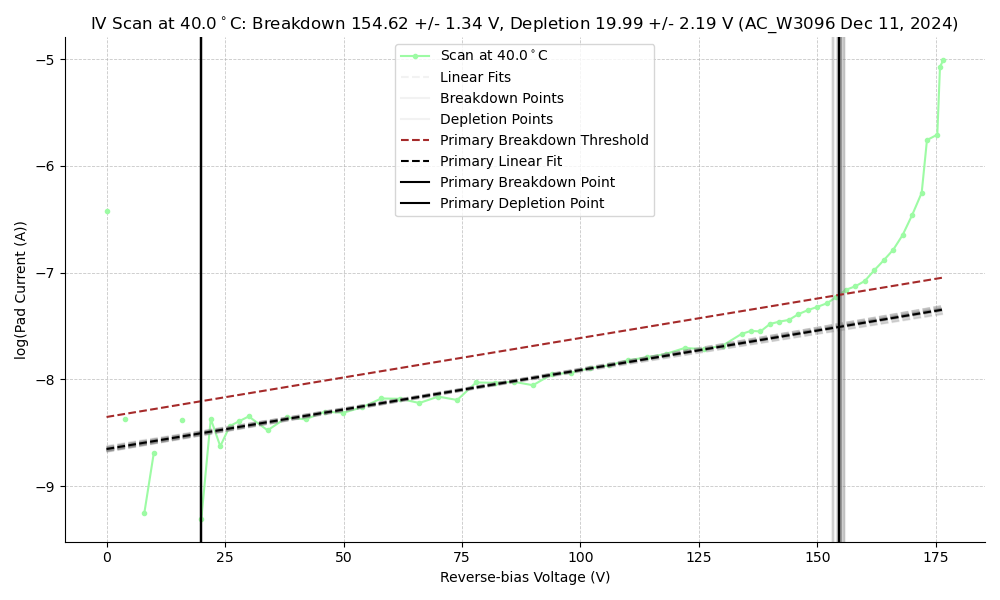 IV Scan at 40.0°C: Breakdown 154.62 +/- 1.34 V, Depletion 19.99 +/- 2.19 V (AC_W3096 Dec 11, 2024)
Scan at 40.0°C
Linear Fits
Breakdown Points
Depletion Points
Primary Breakdown Threshold
Primary Linear Fit
Primary Breakdown Point
Primary Depletion Point
log(Pad Current (A))
−5
−6
−7
−8
−9
0 25 50 75 100 125 150 175
Reverse-bias Voltage (V)